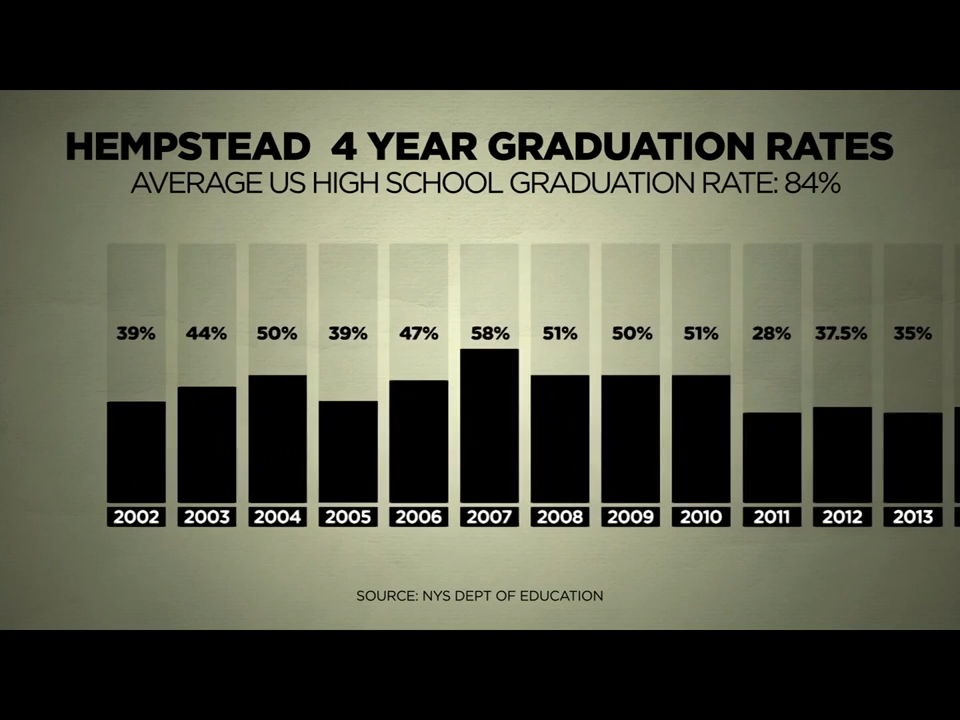 HEMPSTEAD 4 YEAR GRADUATION RATES
AVERAGE US HIGH SCHOOL GRADUATION RATE: 84%
39% 44% 50% 39% 47% 58% 51% 50% 51% 28% 37.5% 35%
2002 2003 2004 2005 2006 2007 2008 2009 2010 2011 2012 2013
SOURCE: NYS DEPT OF EDUCATION